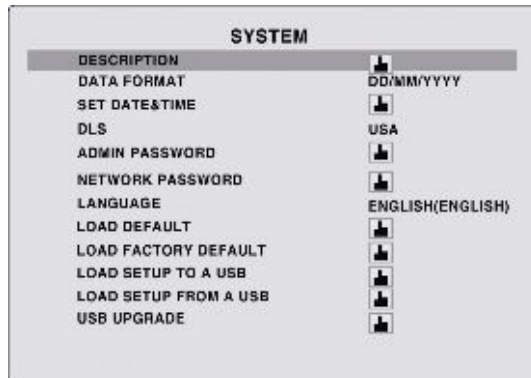 SYSTEM
DESCRIPTION
DATA FORMAT DD/MM/YYYY
SET DATE&TIME
DLS USA
ADMIN PASSWORD
NETWORK PASSWORD
LANGUAGE ENGLISH(ENGLISH)
LOAD DEFAULT
LOAD FACTORY DEFAULT
LOAD SETUP TO A USB
LOAD SETUP FROM A USB
USB UPGRADE